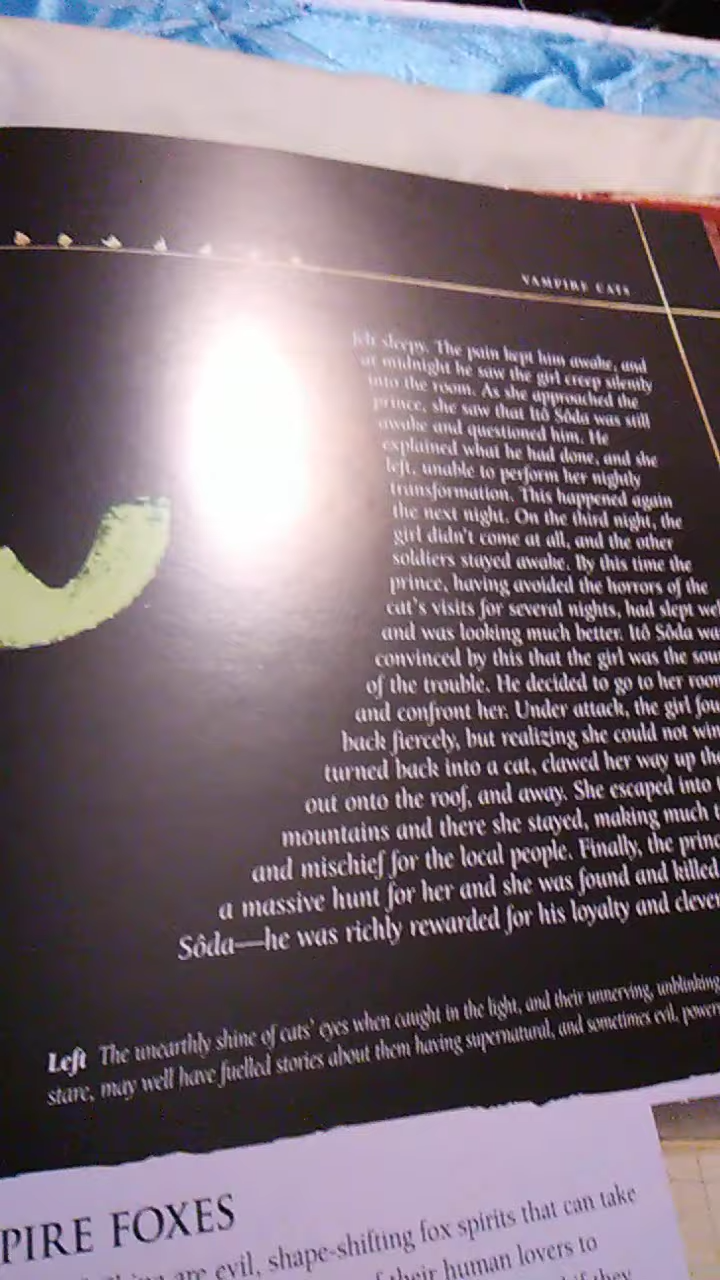 VAMPIRE CATS
felt sleepy. The pain kept him awake, and
at midnight he saw the girl creep silently
into the room. As she approached the
prince, she saw that Itô Sôda was still
awake and questioned him. He
explained what he had done, and she
left, unable to perform her nightly
transformation. This happened again
the next night. On the third night, the
girl didn't come at all, and the other
soldiers stayed awake. By this time the
prince, having avoided the horrors of the
cat's visits for several nights, had slept
and was looking much better. Itô Sôda
convinced by this that the girl was the
of the trouble. He decided to go to her
and confront her. Under attack, the girl
back fiercely, but realizing she could not
turned back into a cat, clawed her way up
out onto the roof, and away. She escaped into
mountains and there she stayed, making much
and mischief for the local people. Finally, the
a massive hunt for her and she was found and killed
Sôda—he was richly rewarded for his loyalty and
Left The unearthly shine of cats' eyes when caught in the light, and their unnerving, unblinking
stare, may well have fuelled stories about them having supernatural, and sometimes evil,
PIRE FOXES
are evil, shape-shifting fox spirits that can take
their human lovers to
if they